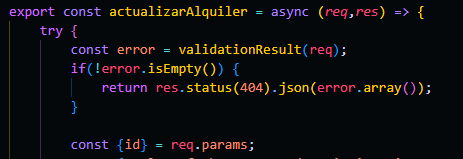 export const actualizarAlquiler = async (req,res) => {
try {
const error = validationResult(req);
if(!error.isEmpty()) {
return res.status(404).json(error.array());
}
const {id} = req.params;